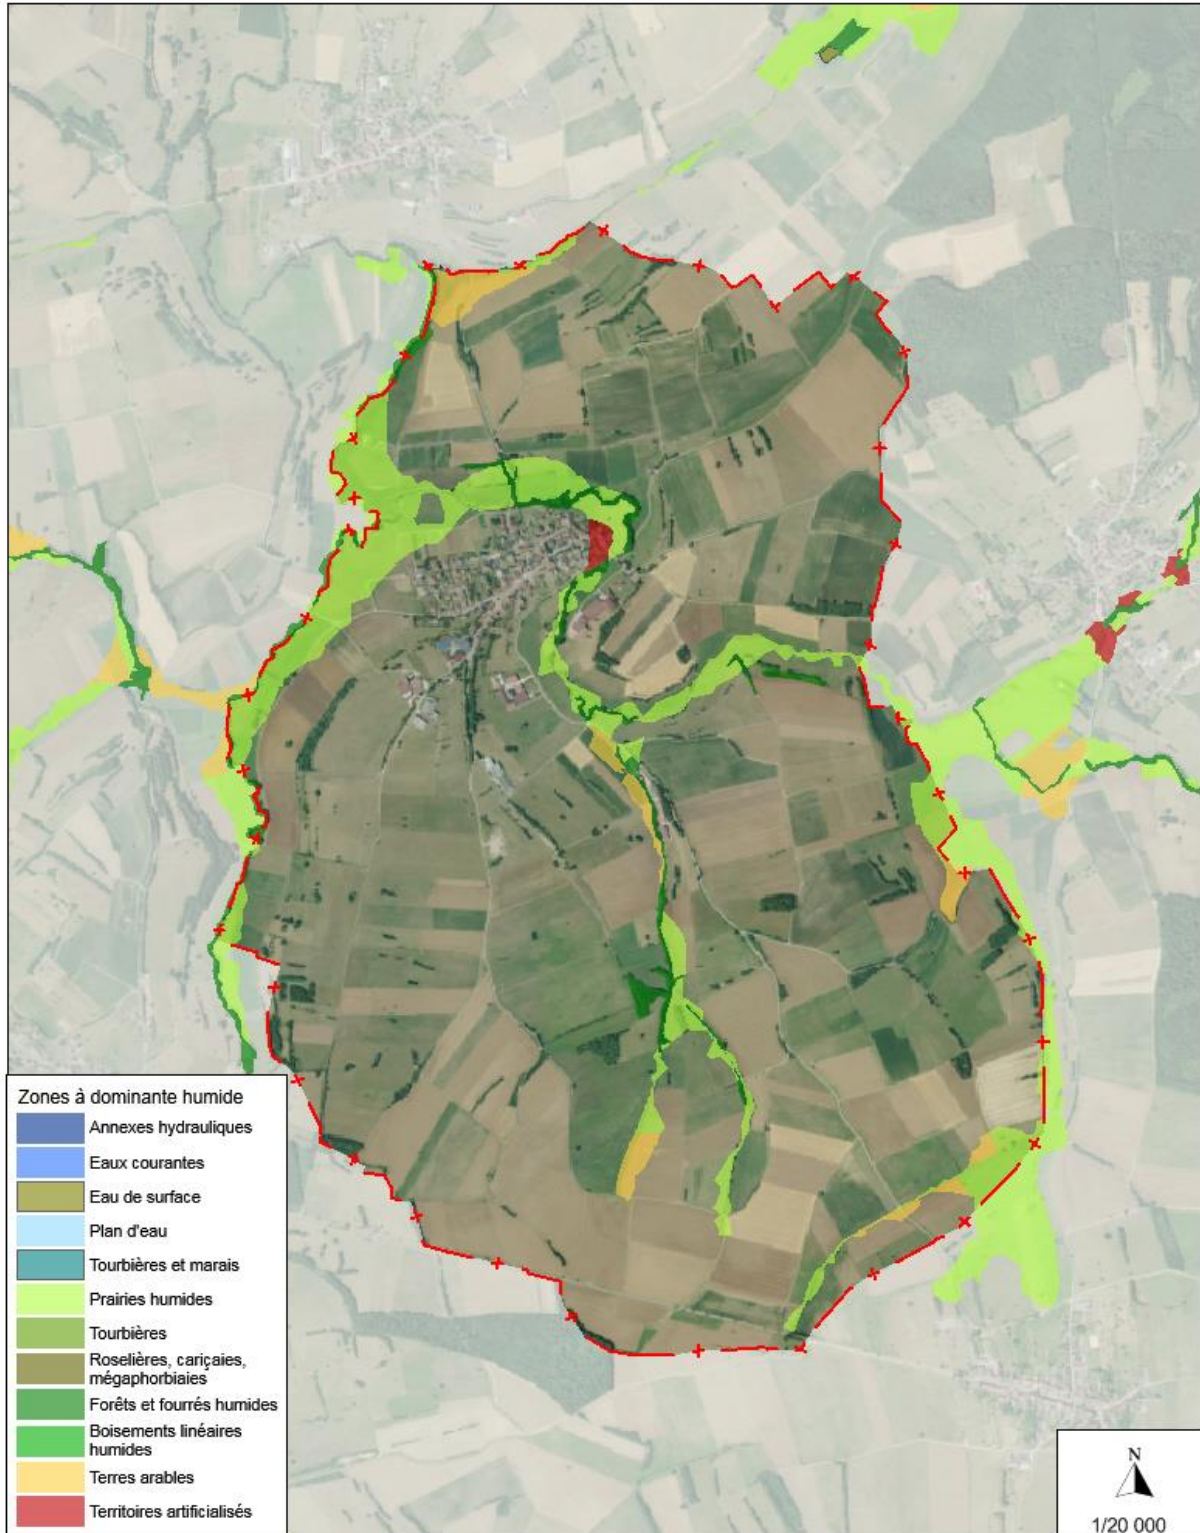 Zones à dominante humide
Annexes hydrauliques
Eaux courantes
Eau de surface
Plan d'eau
Tourbières et marais
Prairies humides
Tourbières
Roselières, cariçaies,
mégaphorbiaies
Forêts et fourrés humides
Boisements linéaires
humides
Terres arables
Territoires artificialisés
N
1/20 000